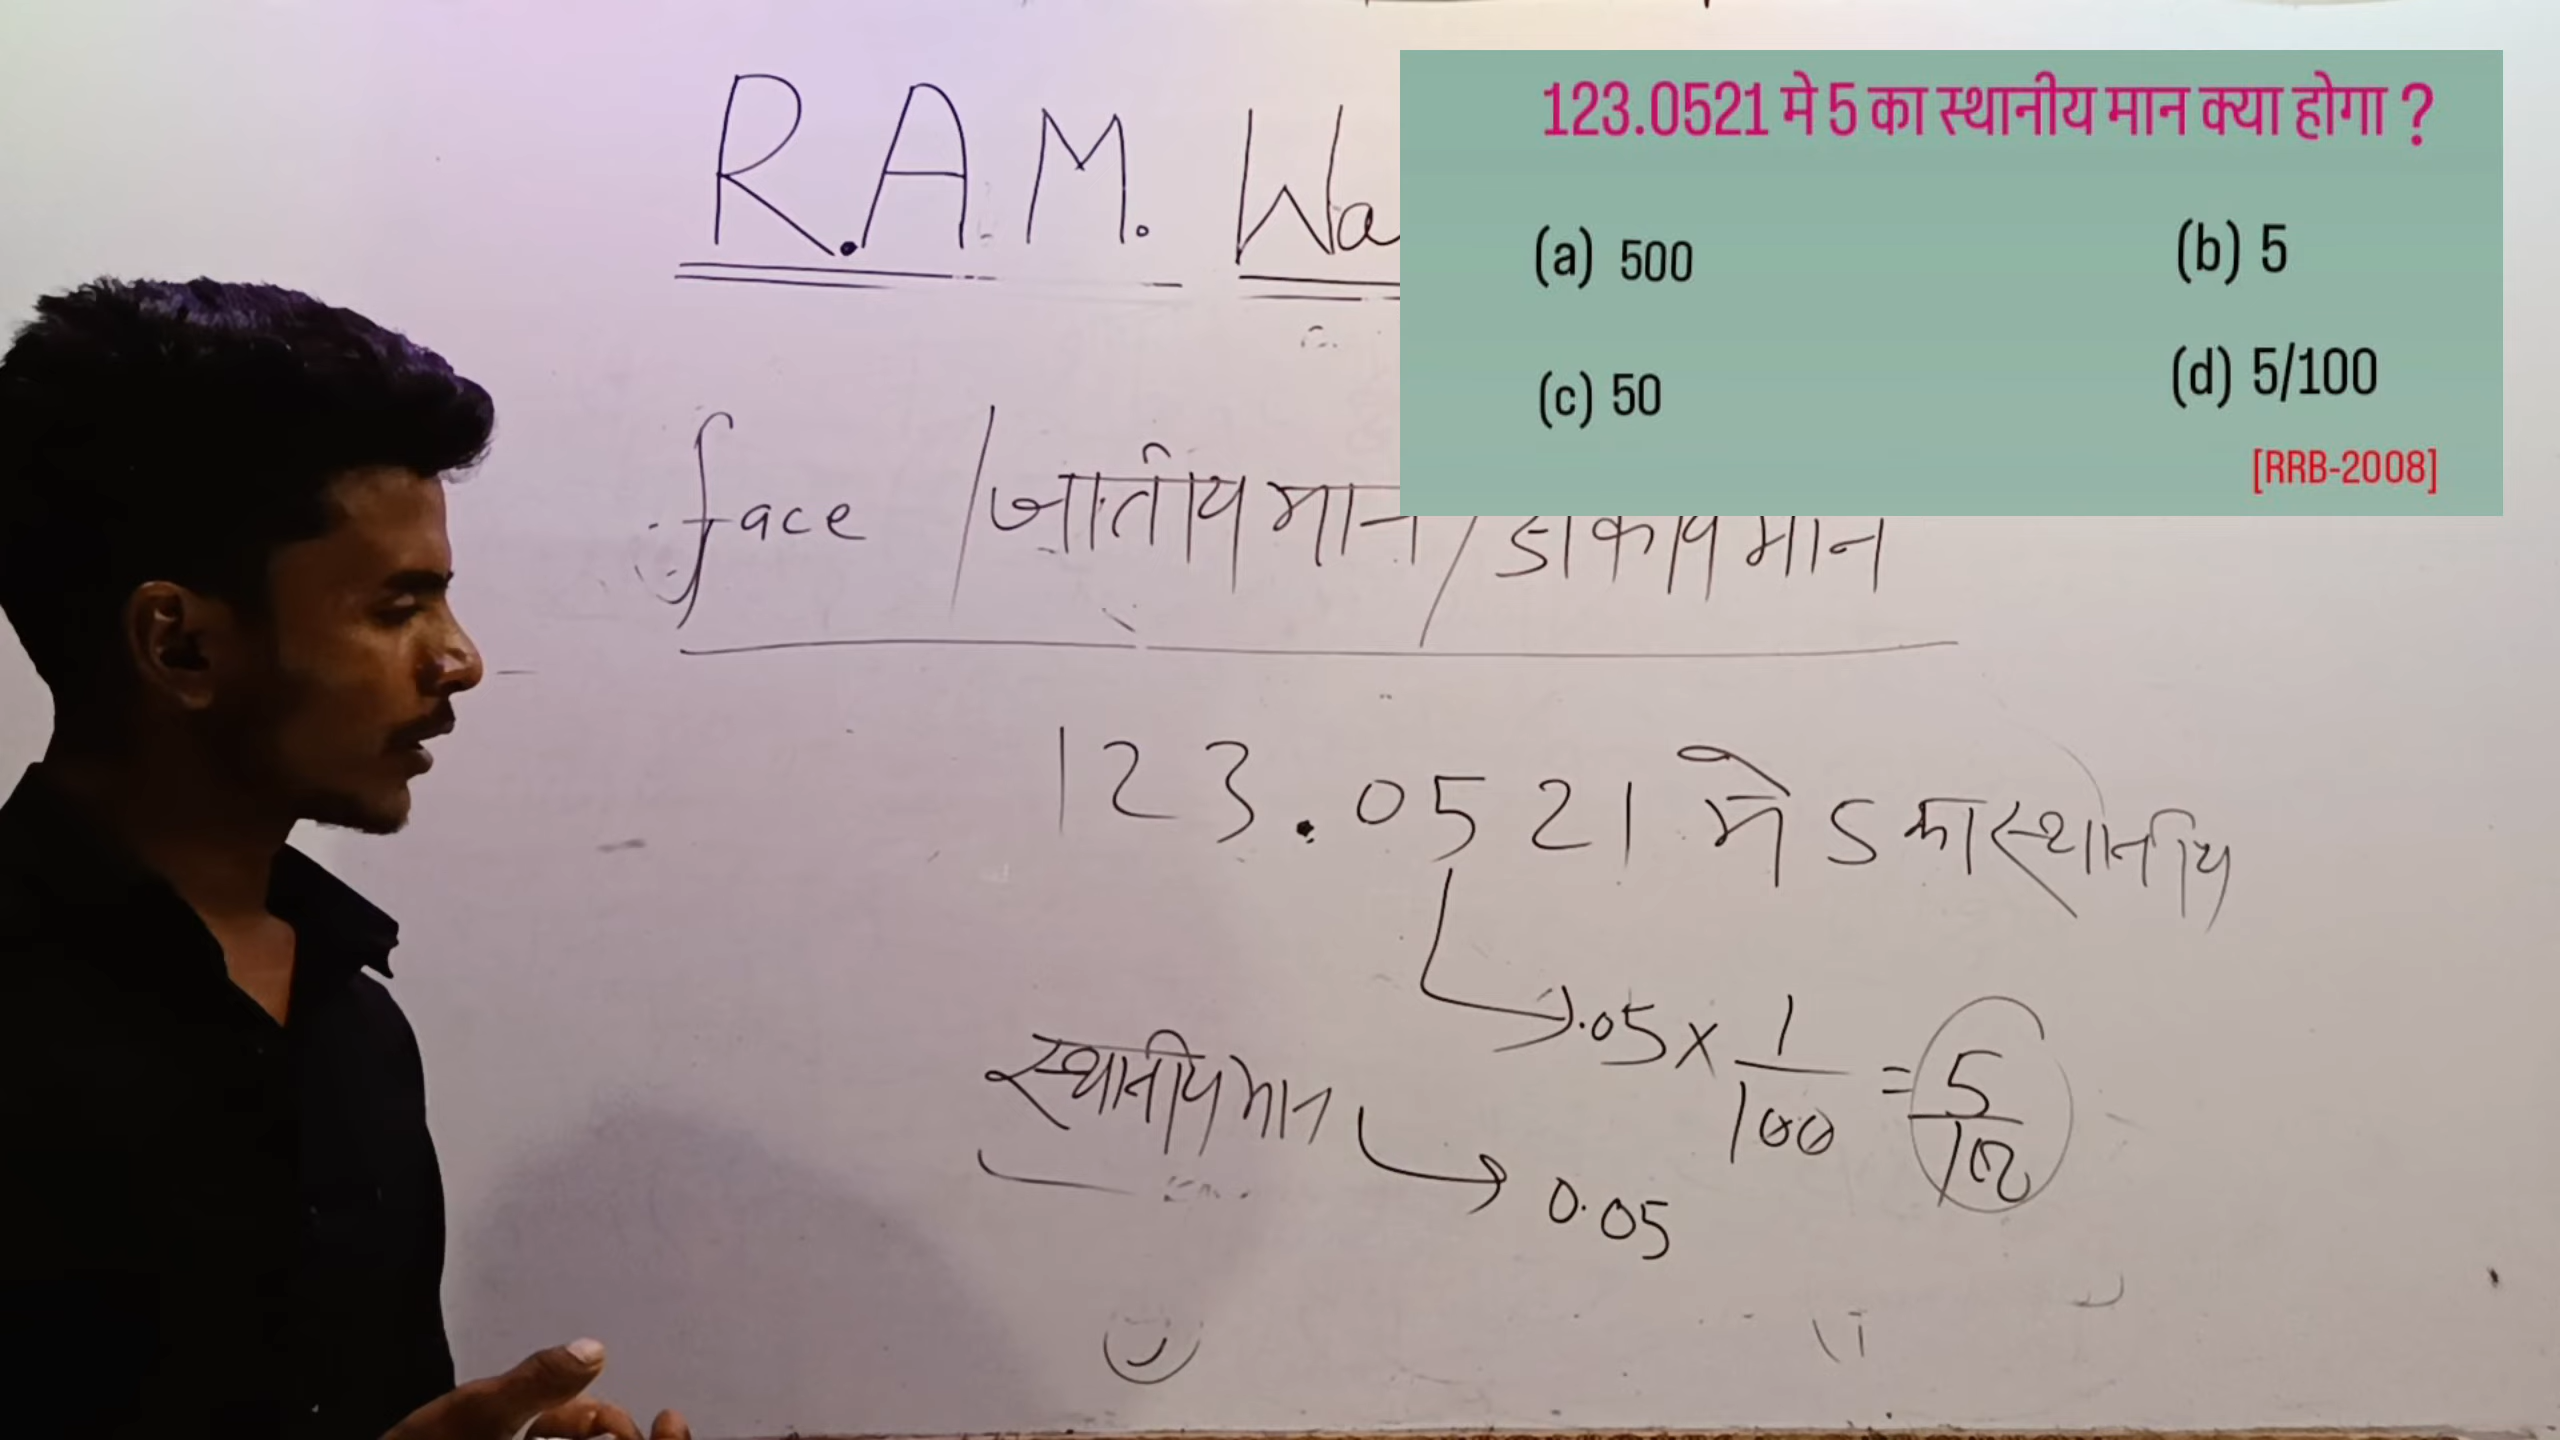 R.A.M. Wa
123.0521 मे 5 का स्थानीय मान क्या होगा ?
(a) 500
(b) 5
(c) 50
(d) 5/100
[RRB-2008]
face / जातीय मान / मान
123.0521 मे 5 का स्थानीय
.05 × 1/100 = 5/100
स्थानीय मान
0.05